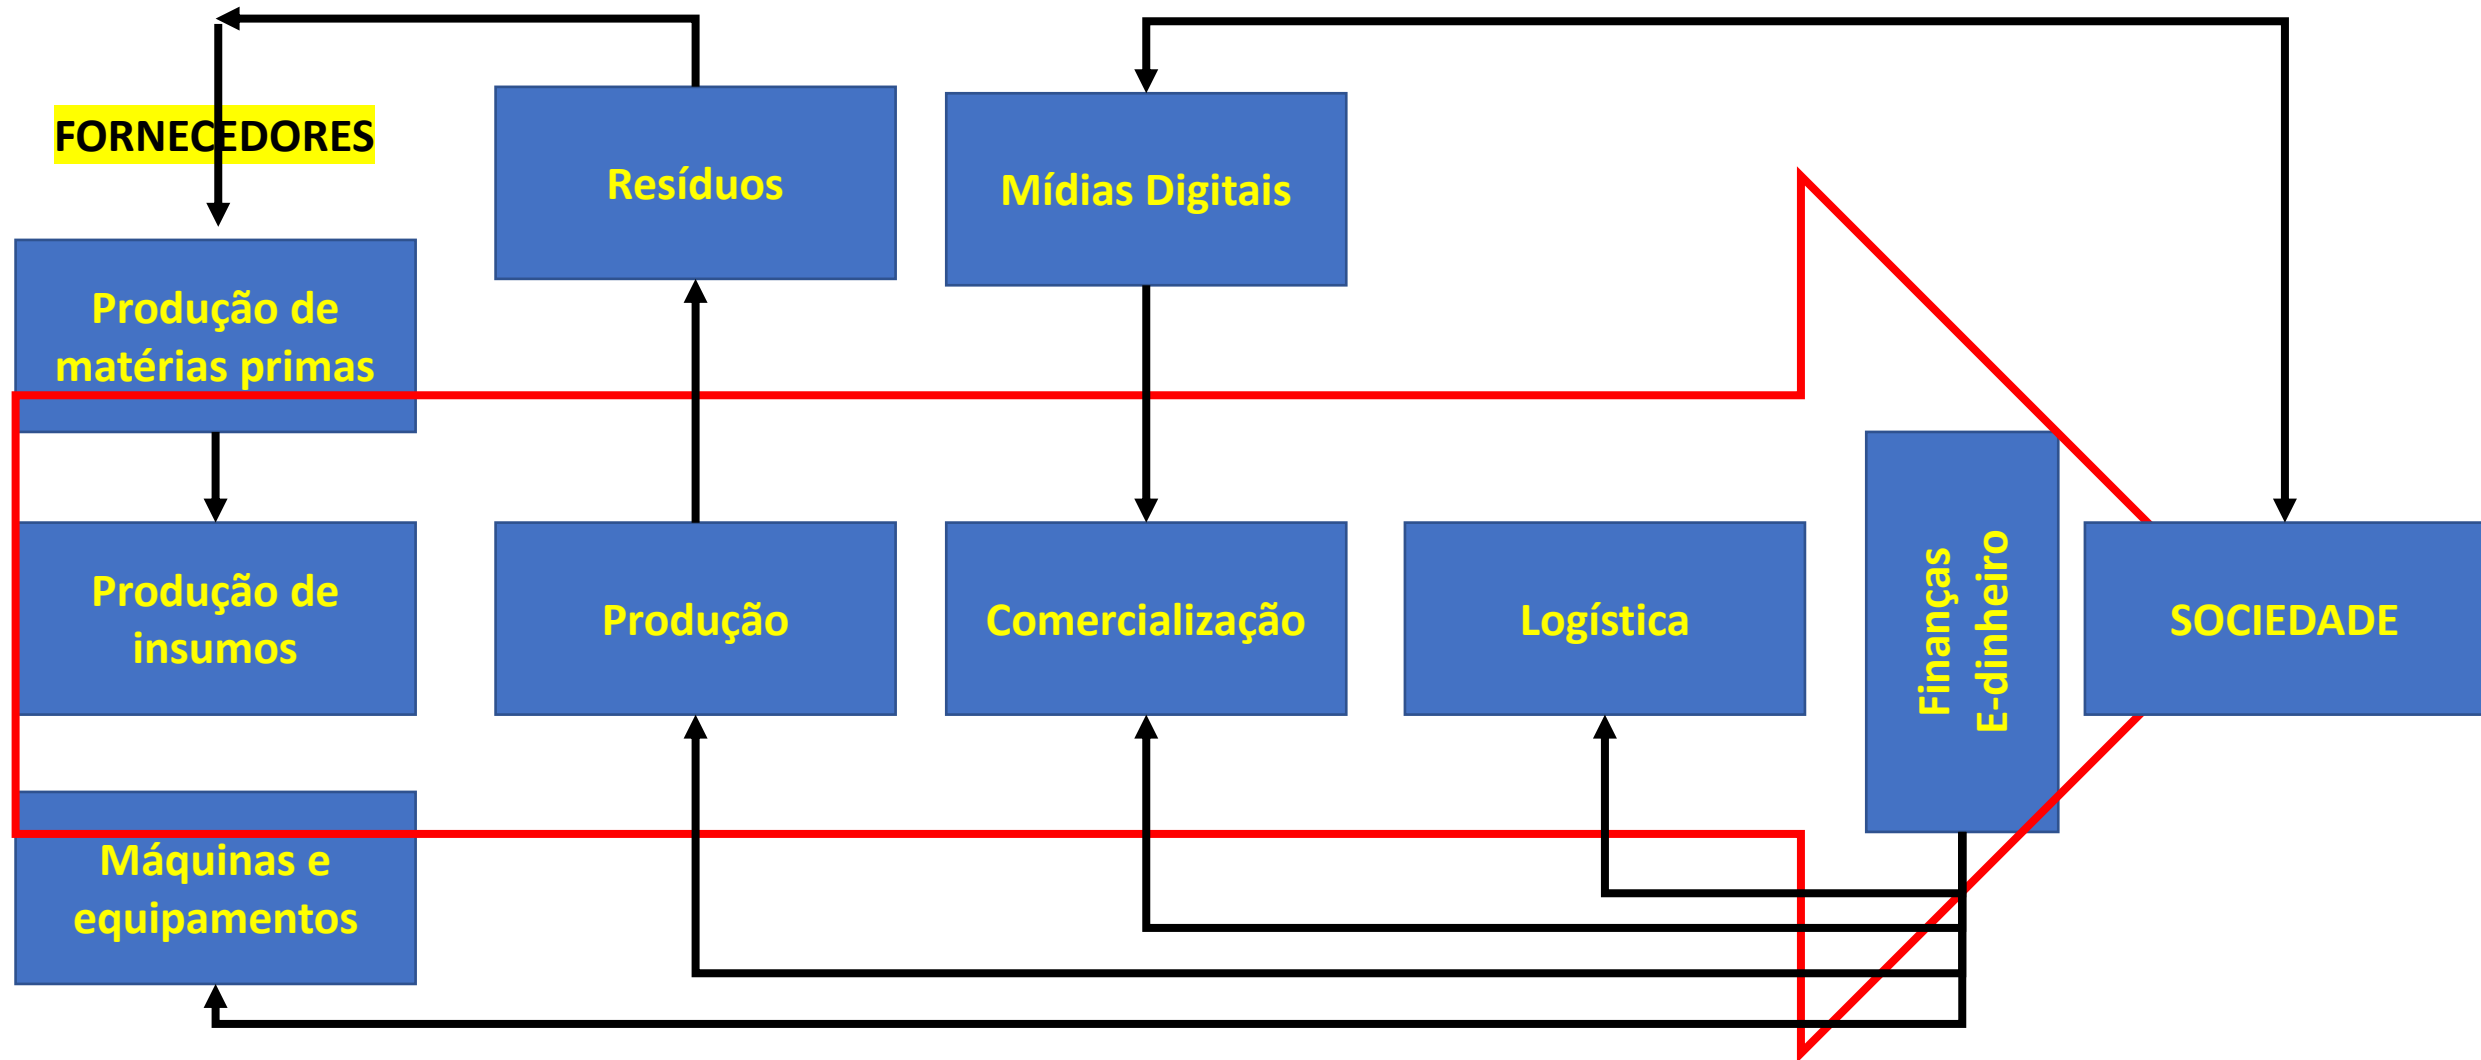 FORNECEDORES
Resíduos
Mídias Digitais
Produção de
matérias primas
Produção de
insumos
Produção
Comercialização
Logística
Finanças
E-dinheiro
SOCIEDADE
Máquinas e
equipamentos